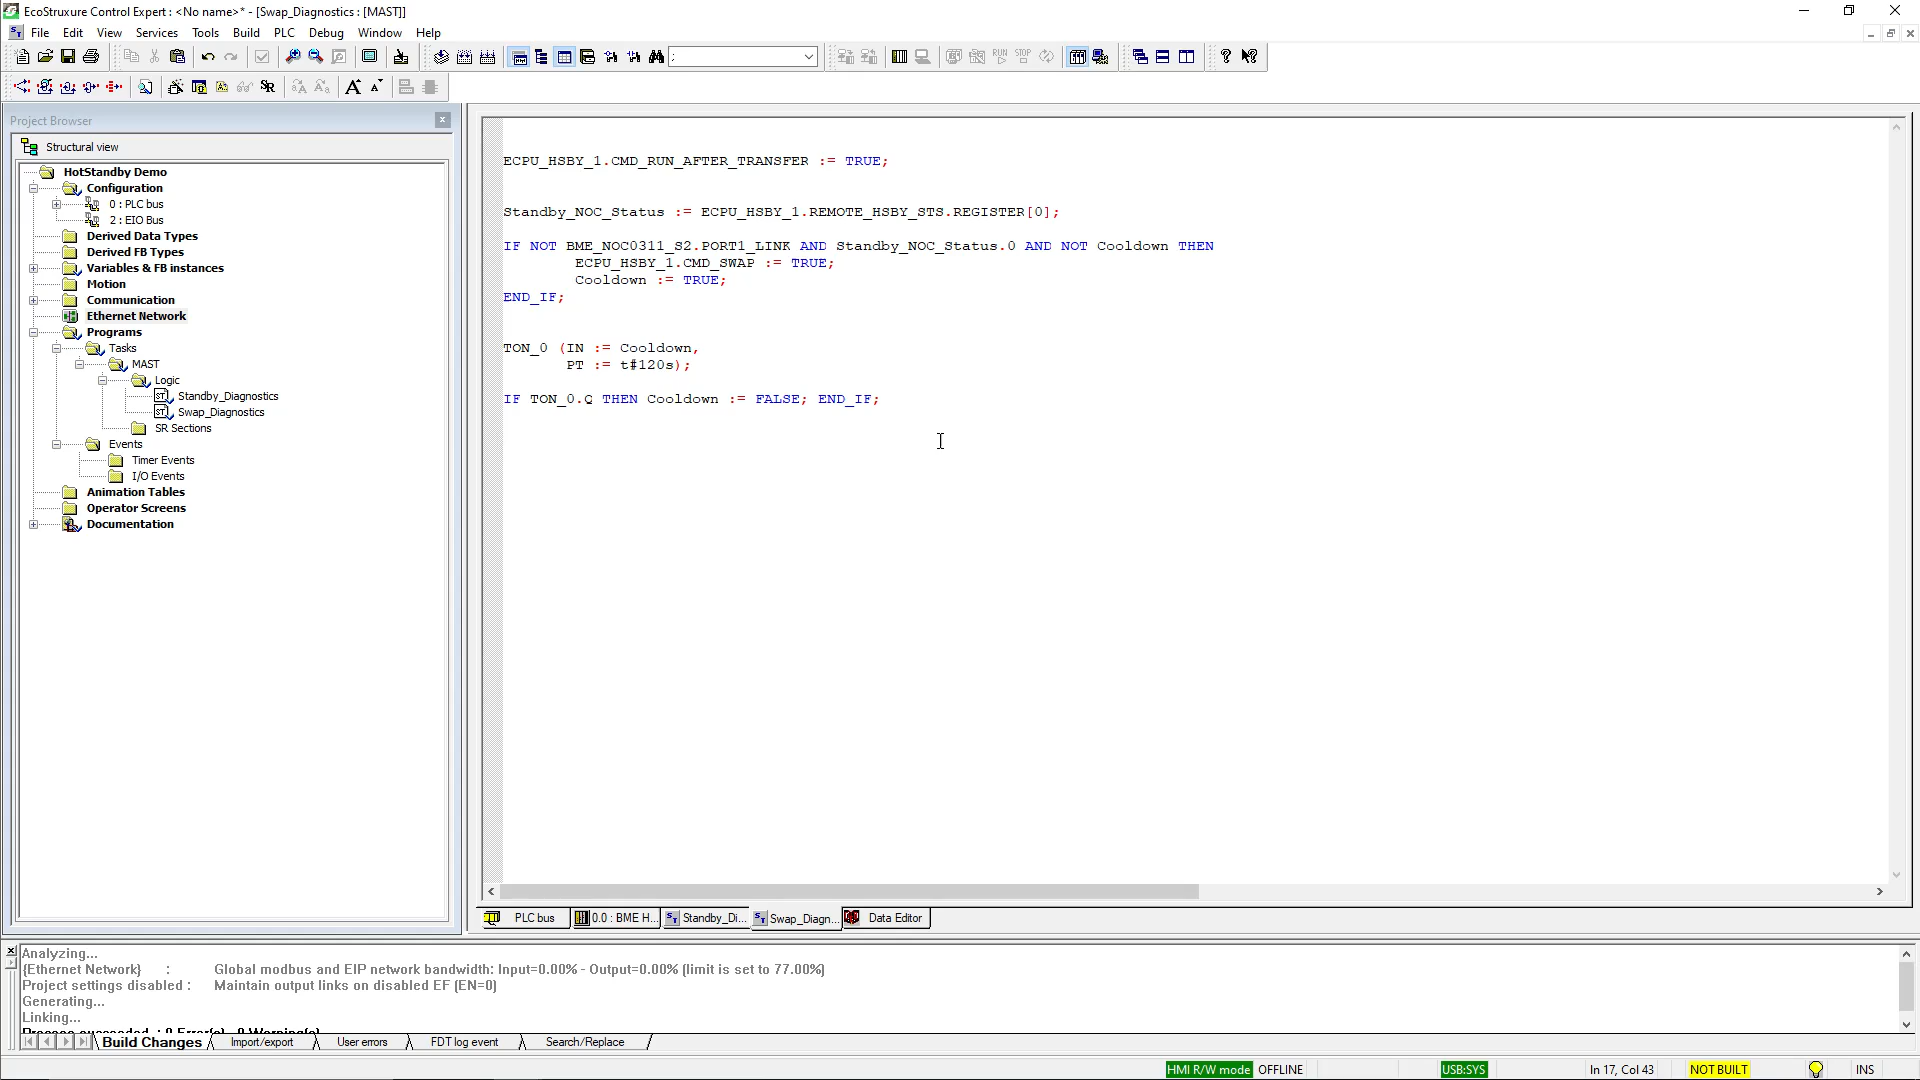 EcoStruxure Control Expert : <No name>* - [Swap_Diagnostics : [MAST]]
File Edit View Services Tools Build PLC Debug Window Help
Project Browser
Structural view
HotStandby Demo
Configuration
0 : PLC bus
2 : EIO Bus
Derived Data Types
Derived FB Types
Variables & FB instances
Motion
Communication
Ethernet Network
Programs
Tasks
MAST
Logic
Standby_Diagnostics
Swap_Diagnostics
SR Sections
Events
Timer Events
I/O Events
Animation Tables
Operator Screens
Documentation
ECPU_HSBY_1.CMD_RUN_AFTER_TRANSFER := TRUE;
Standby_NOC_Status := ECPU_HSBY_1.REMOTE_HSBY_STS.REGISTER[0];
IF NOT BME_NOC0311_S2.PORT1_LINK AND Standby_NOC_Status.0 AND NOT Cooldown THEN
ECPU_HSBY_1.CMD_SWAP := TRUE;
Cooldown := TRUE;
END_IF;
TON_0 (IN := Cooldown,
PT := t#120s);
IF TON_0.Q THEN Cooldown := FALSE; END_IF;
PLC bus 0.0 : BME H... Standby_Di... Swap_Diagn... Data Editor
Analyzing...
{Ethernet Network} : Global modbus and EIP network bandwidth: Input=0.00% - Output=0.00% (limit is set to 77.00%)
Project settings disabled : Maintain output links on disabled EF (EN=0)
Generating...
Linking...
Process succeeded : 0 Error(s) , 0 Warning(s)
Build Changes Import/export User errors FDT log event Search/Replace
HMI R/W mode OFFLINE USB:SYS ln 17, Col 43 NOT BUILT INS